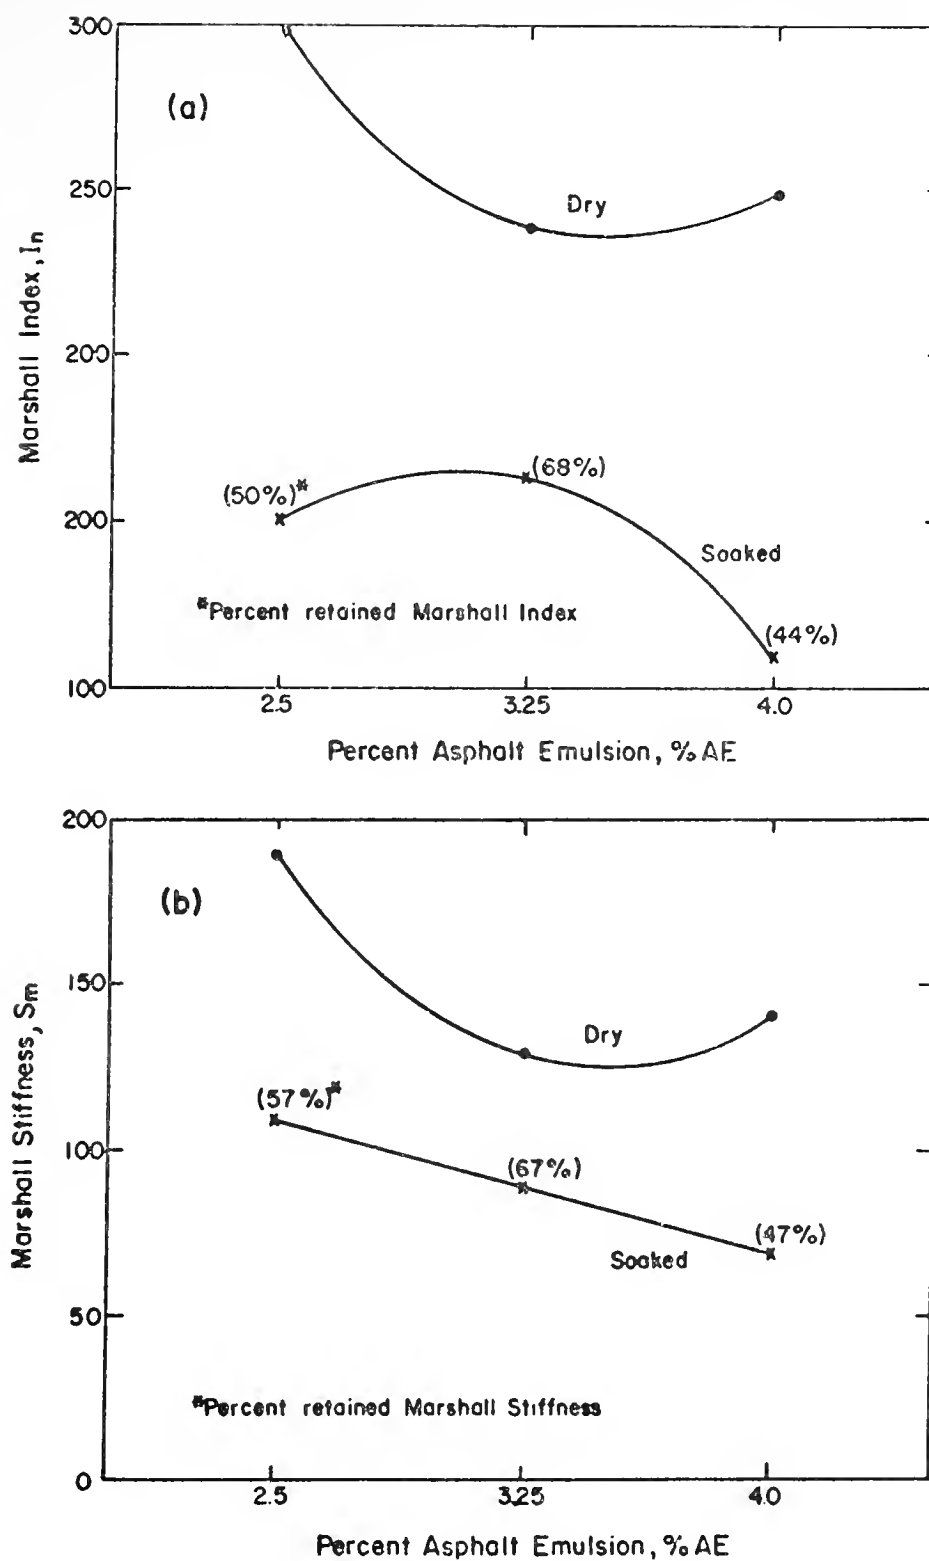 300
(a)
250
Dry
Marshall Index, In
200
(68%)
(50%)*
200
Soaked
*Percent retained Marshall Index
(44%)
100
2.5
3.25
4.0
Percent Asphalt Emulsion, % AE
200
(b)
150
Marshall Stiffness, Sm
Dry
(57%)*
100
(67%)
(47%)
Soaked
50
*Percent retained Marshall Stiffness
0
2.5
3.25
4.0
Percent Asphalt Emulsion, % AE